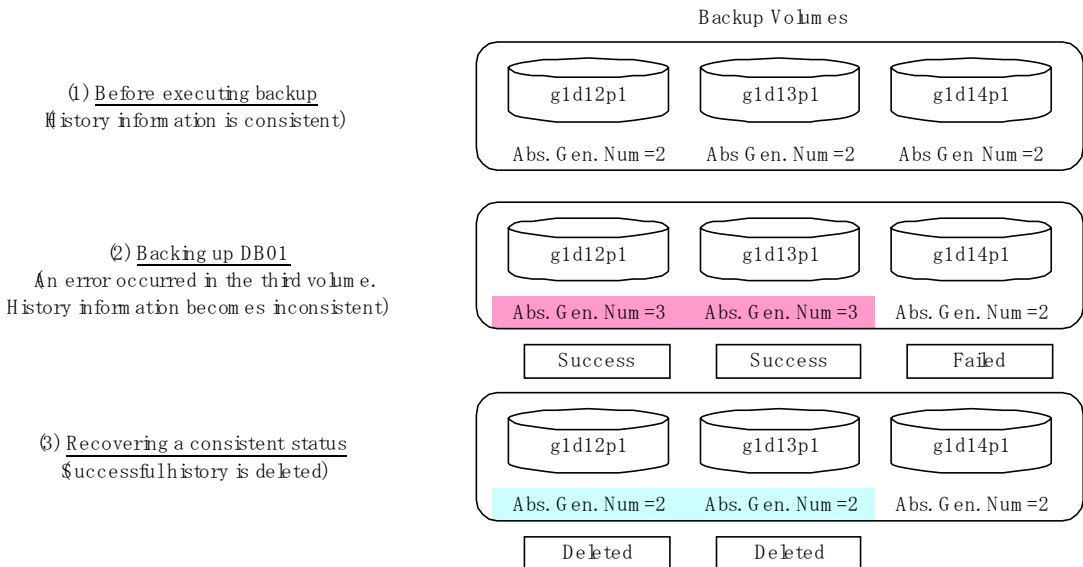 Backup Volumes
(1) Before executing backup
(History information is consistent)
g1d12p1 g1d13p1 g1d14p1
Abs. Gen. Num=2 Abs Gen. Num=2 Abs Gen Num=2
(2) Backing up DB01
(An error occurred in the third volume.
History information becomes inconsistent)
g1d12p1 g1d13p1 g1d14p1
Abs. Gen. Num=3 Abs. Gen. Num=3 Abs. Gen. Num=2
Success Success Failed
(3) Recovering a consistent status
(Successful history is deleted)
g1d12p1 g1d13p1 g1d14p1
Abs. Gen. Num=2 Abs. Gen. Num=2 Abs. Gen. Num=2
Deleted Deleted